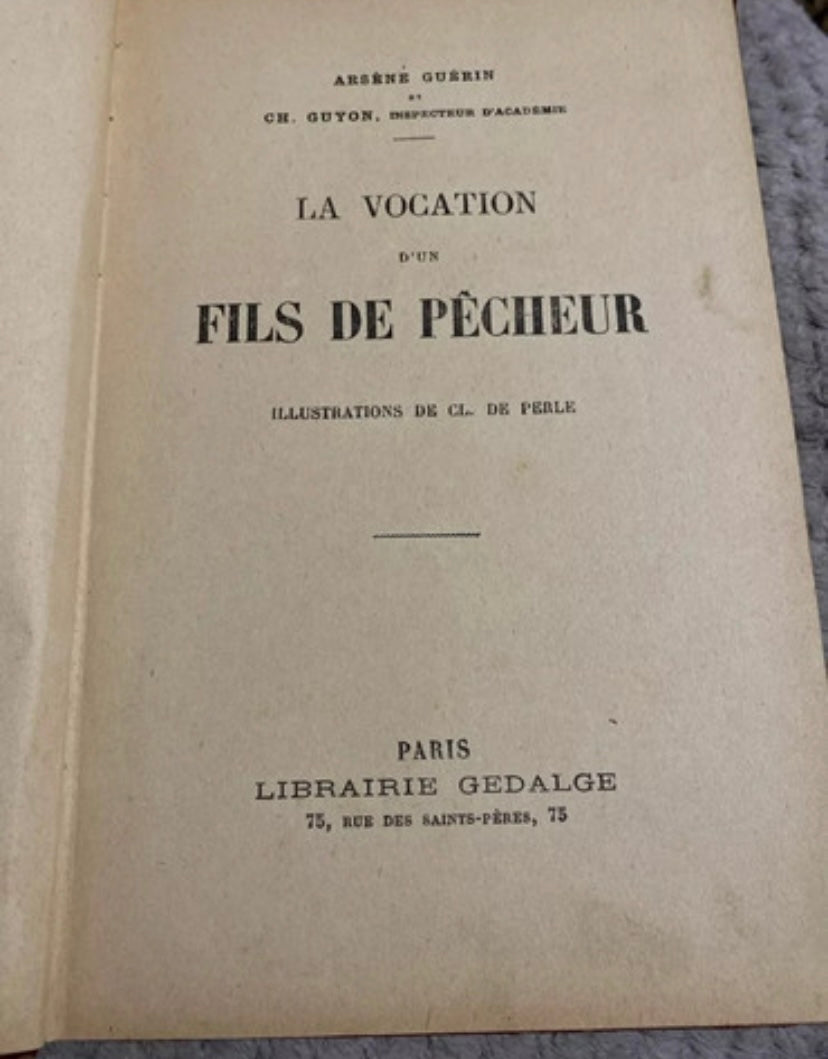 ARSÈNE GUÉRIN
ET
CH. GUYON, INSPECTEUR D'ACADÉMIE
LA VOCATION
D'UN
FILS DE PÊCHEUR
ILLUSTRATIONS DE CL. DE PERLE
PARIS
LIBRAIRIE GEDALGE
75, RUE DES SAINTS-PÈRES, 75